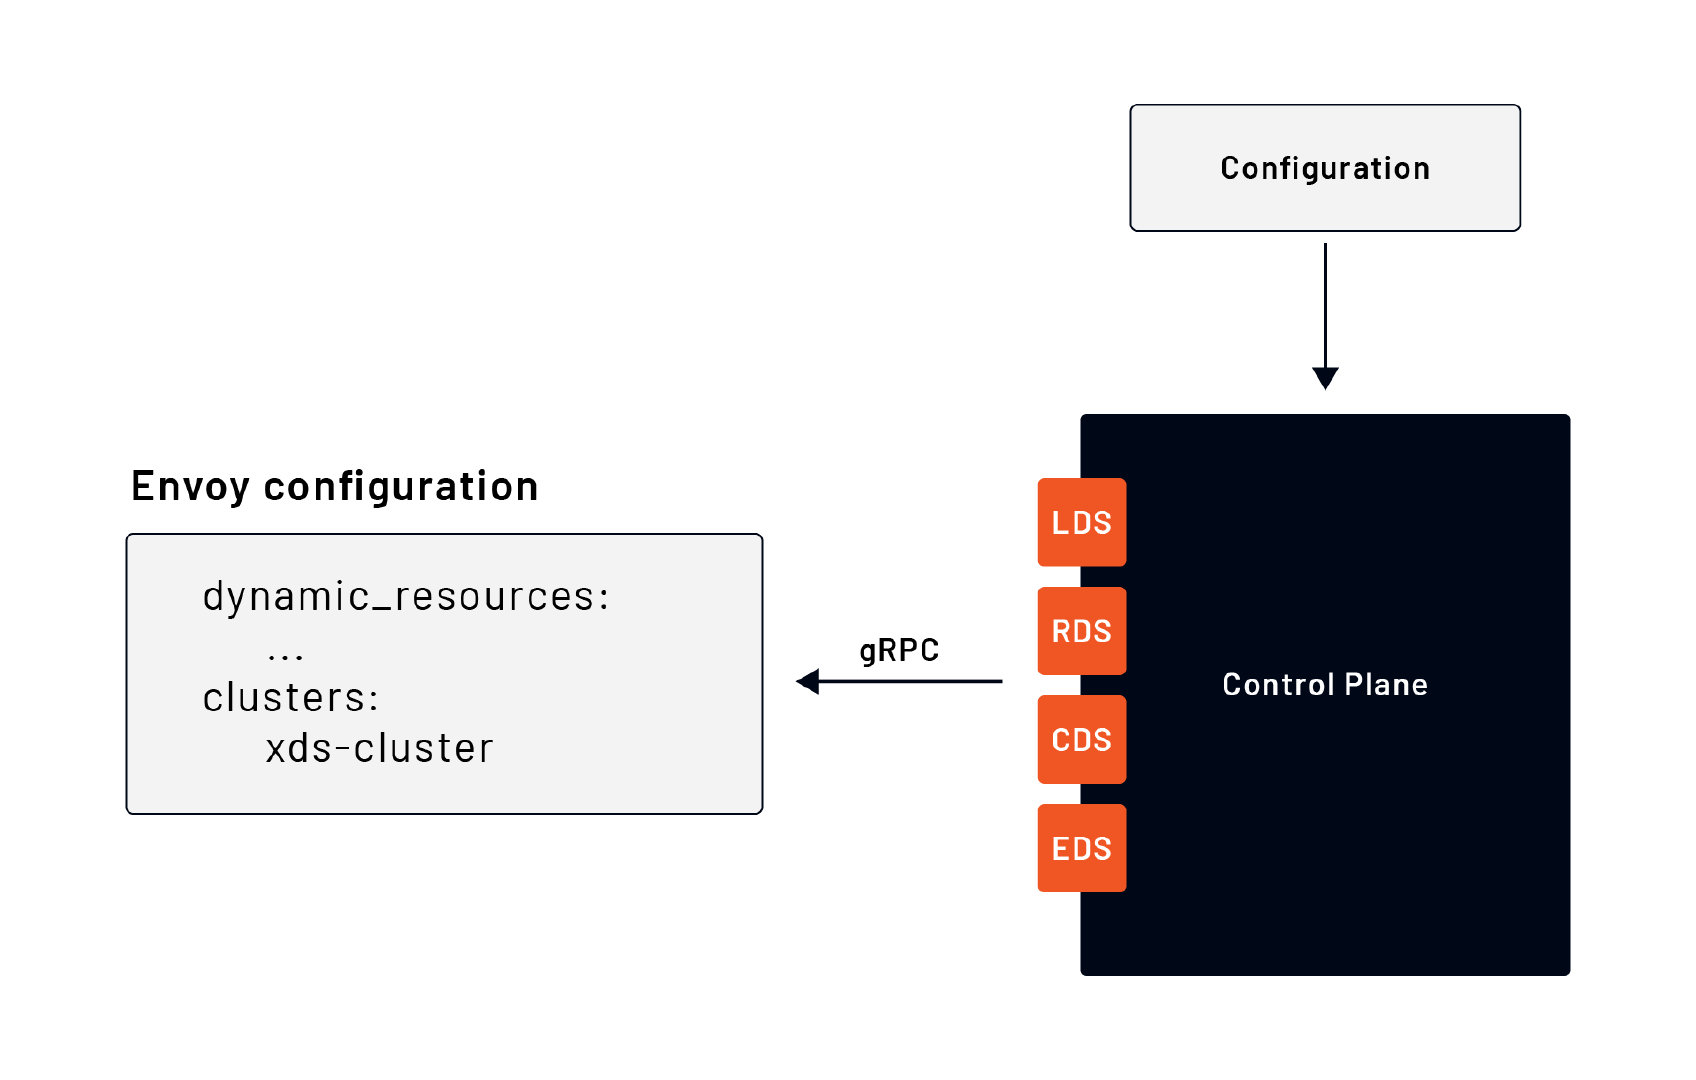 Configuration
Envoy configuration
dynamic_resources:
...
clusters:
xds-cluster
gRPC
LDS
RDS
CDS
EDS
Control Plane